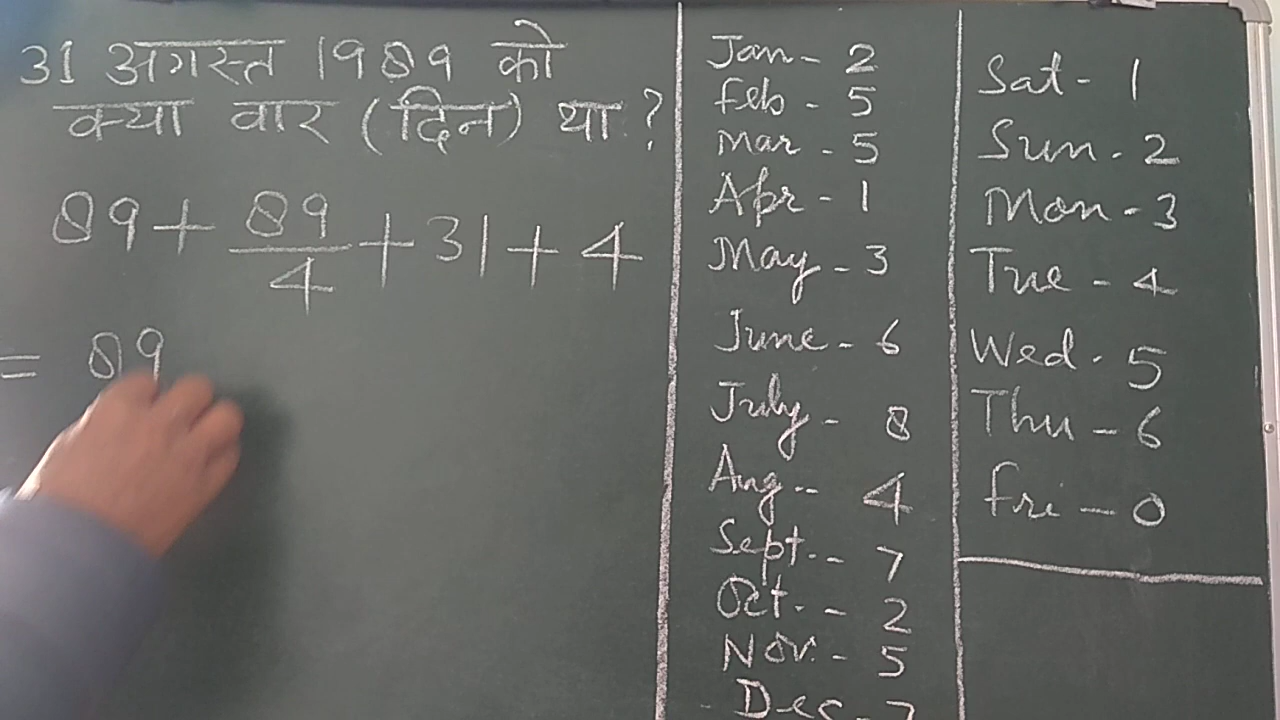 31 अगस्त 1989 को
क्या वार (दिन) था ?
89 + 89/4 + 31 + 4
= 89
Jan - 2
Feb - 5
Mar - 5
Apr - 1
May - 3
June - 6
July - 8
Aug - 4
Sept. - 7
Oct. - 2
Nov. - 5
Dec - 7
Sat - 1
Sun - 2
Mon - 3
Tue - 4
Wed - 5
Thu - 6
Fri - 0